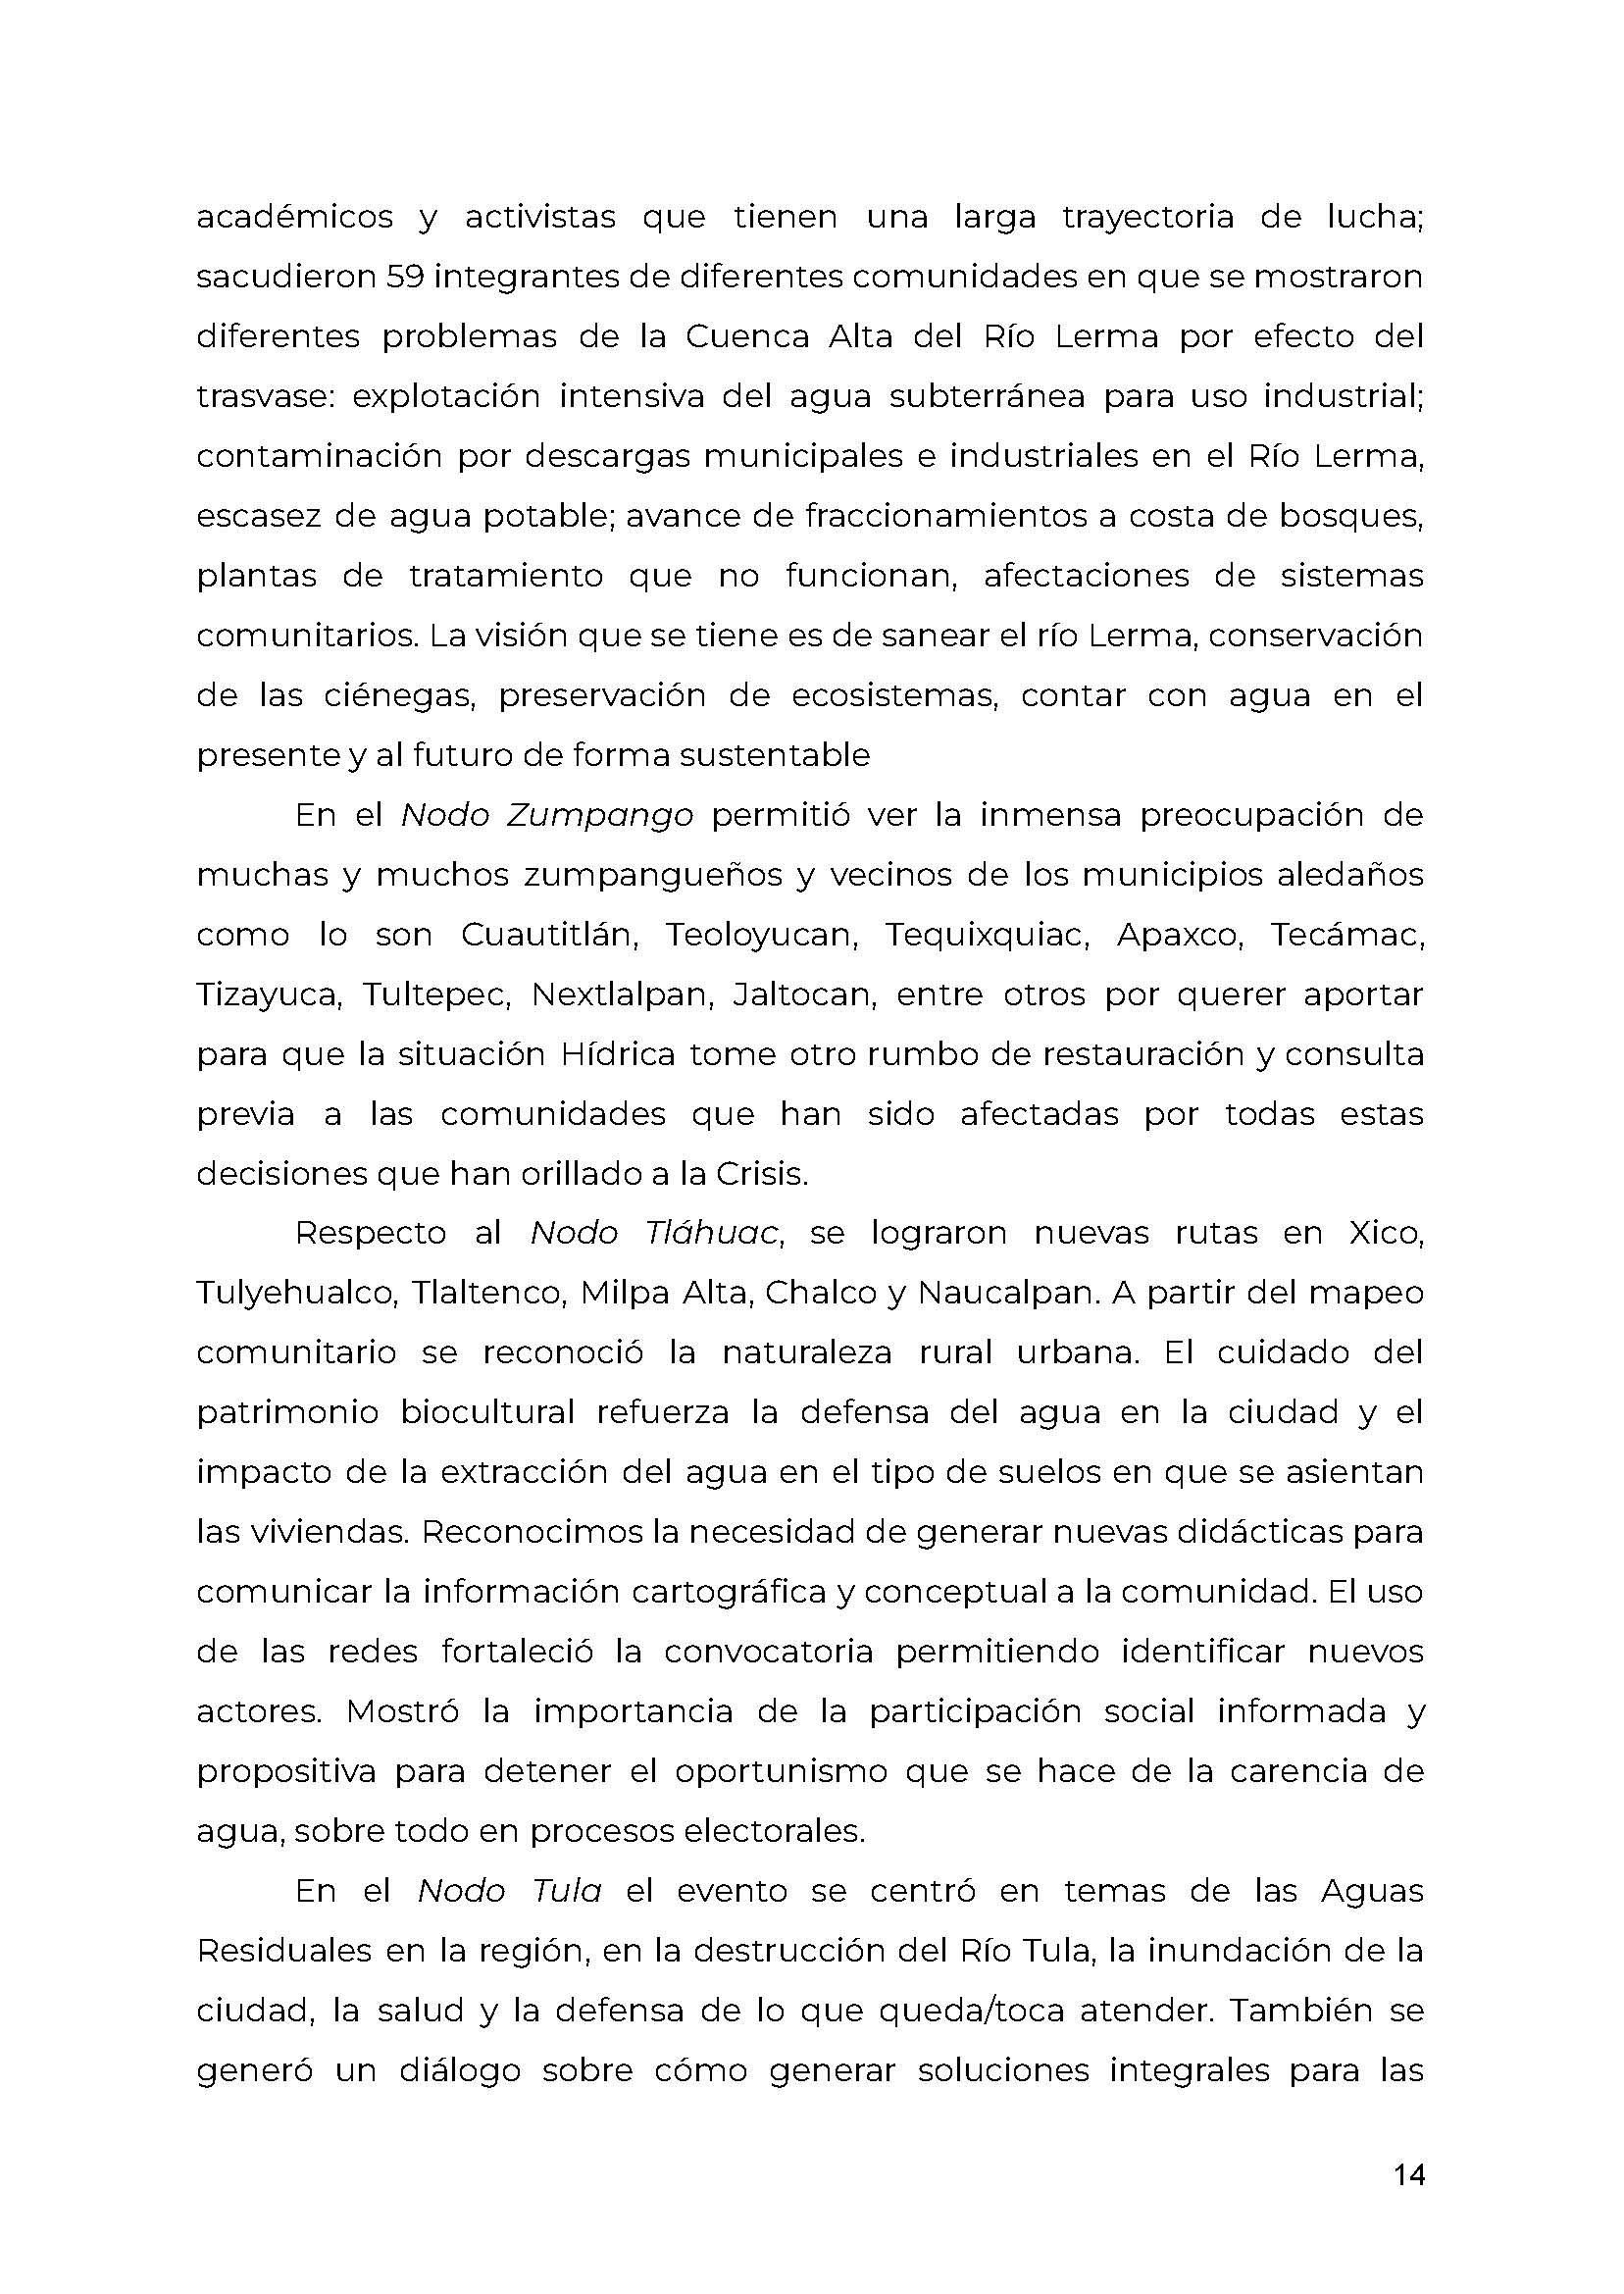 académicos y activistas que tienen una larga trayectoria de lucha;
sacudieron 59 integrantes de diferentes comunidades en que se mostraron
diferentes problemas de la Cuenca Alta del Río Lerma por efecto del
trasvase: explotación intensiva del agua subterránea para uso industrial;
contaminación por descargas municipales e industriales en el Río Lerma,
escasez de agua potable; avance de fraccionamientos a costa de bosques,
plantas de tratamiento que no funcionan, afectaciones de sistemas
comunitarios. La visión que se tiene es de sanear el río Lerma, conservación
de las ciénegas, preservación de ecosistemas, contar con agua en el
presente y al futuro de forma sustentable
En el Nodo Zumpango permitió ver la inmensa preocupación de
muchas y muchos zumpangueños y vecinos de los municipios aledaños
como lo son Cuautitlán, Teoloyucan, Tequixquiac, Apaxco, Tecámac,
Tizayuca, Tultepec, Nextlalpan, Jaltocan, entre otros por querer aportar
para que la situación Hídrica tome otro rumbo de restauración y consulta
previa a las comunidades que han sido afectadas por todas estas
decisiones que han orillado a la Crisis.
Respecto al Nodo Tláhuac, se lograron nuevas rutas en Xico,
Tulyehualco, Tlaltenco, Milpa Alta, Chalco y Naucalpan. A partir del mapeo
comunitario se reconoció la naturaleza rural urbana. El cuidado del
patrimonio biocultural refuerza la defensa del agua en la ciudad y el
impacto de la extracción del agua en el tipo de suelos en que se asientan
las viviendas. Reconocimos la necesidad de generar nuevas didácticas para
comunicar la información cartográfica y conceptual a la comunidad. El uso
de las redes fortaleció la convocatoria permitiendo identificar nuevos
actores. Mostró la importancia de la participación social informada y
propositiva para detener el oportunismo que se hace de la carencia de
agua, sobre todo en procesos electorales.
En el Nodo Tula el evento se centró en temas de las Aguas
Residuales en la región, en la destrucción del Río Tula, la inundación de la
ciudad, la salud y la defensa de lo que queda/toca atender. También se
generó un diálogo sobre cómo generar soluciones integrales para las
14